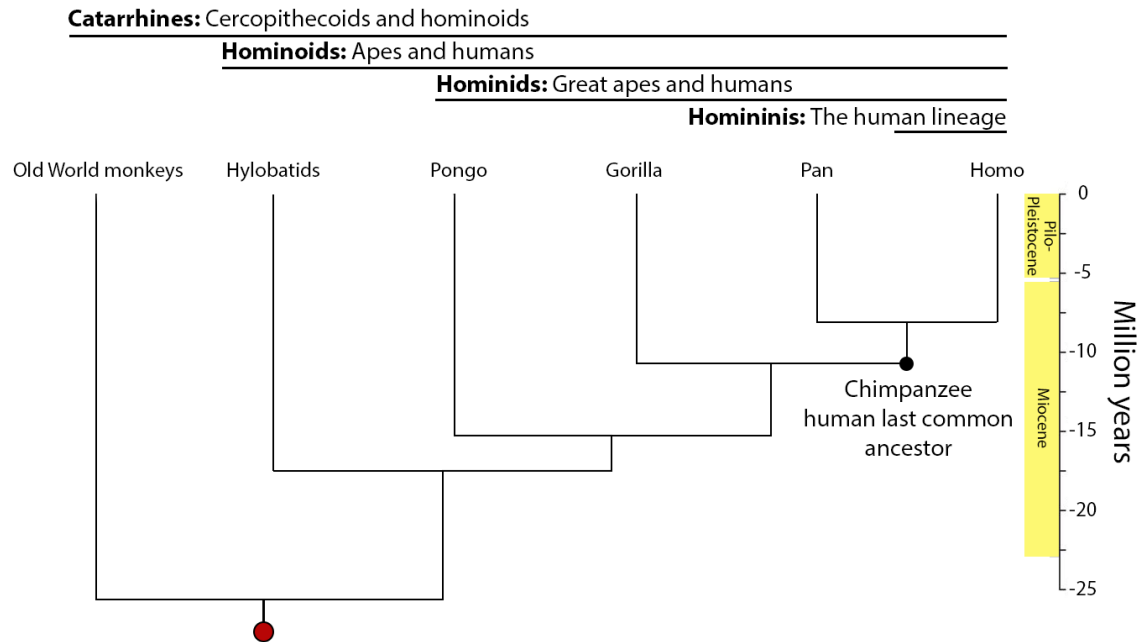 Catarrhines: Cercopithecoids and hominoids
Hominoids: Apes and humans
Hominids: Great apes and humans
Homininis: The human lineage
Old World monkeys Hylobatids Pongo Gorilla Pan Homo
0
Pilo-
Pleistocene
-5
-10
Chimpanzee
human last common
ancestor
Miocene
-15
-20
-25
Million years